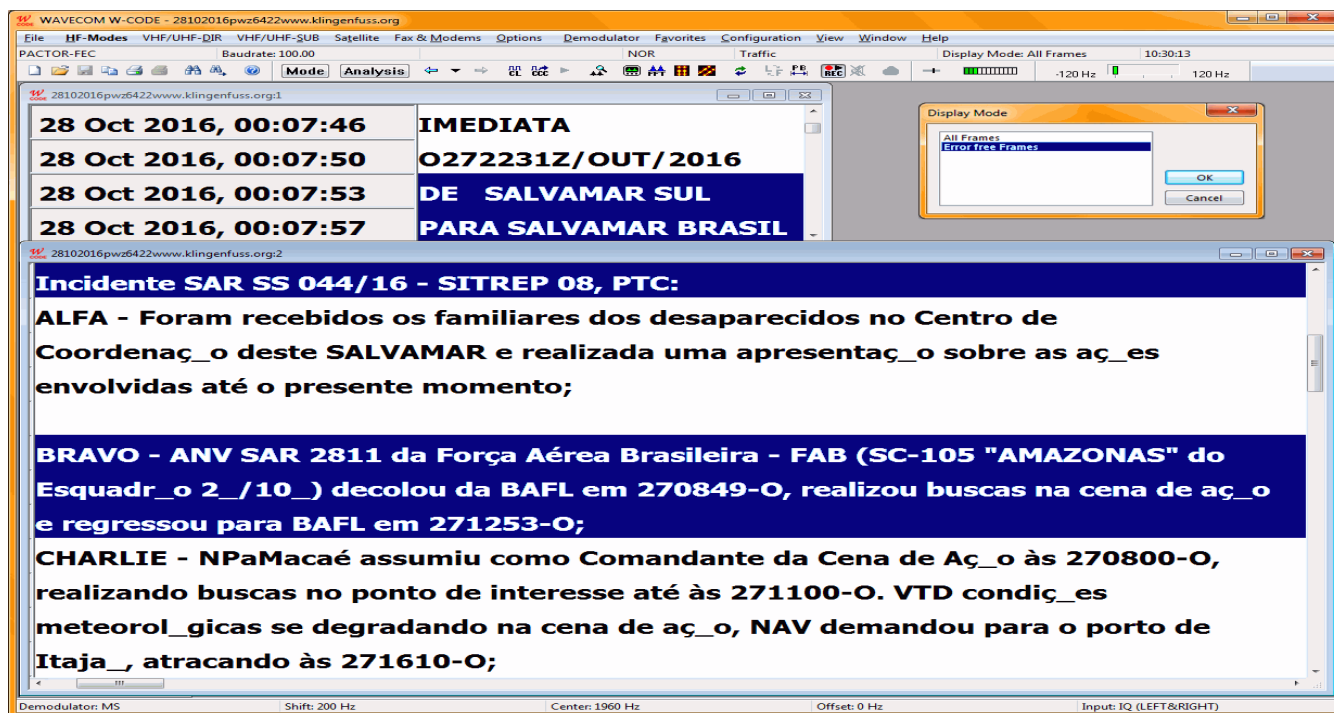 WAVECOM W-CODE - 28102016pwz6422www.klingenfuss.org
File HF-Modes VHF/UHF-DIR VHF/UHF-SUB Satellite Fax & Modems Options Demodulator Favorites Configuration View Window Help
PACTOR-FEC Baudrate: 100.00 NOR Traffic Display Mode: All Frames 10:30:13
Mode Analysis REC -120 Hz 120 Hz
28102016pwz6422www.klingenfuss.org:1
28 Oct 2016, 00:07:46 IMEDIATA
28 Oct 2016, 00:07:50 O272231Z/OUT/2016
28 Oct 2016, 00:07:53 DE SALVAMAR SUL
28 Oct 2016, 00:07:57 PARA SALVAMAR BRASIL
Display Mode
All Frames
Error free Frames
OK
Cancel
28102016pwz6422www.klingenfuss.org:2
Incidente SAR SS 044/16 - SITREP 08, PTC:
ALFA - Foram recebidos os familiares dos desaparecidos no Centro de
Coordenaç_o deste SALVAMAR e realizada uma apresentaç_o sobre as aç_es
envolvidas até o presente momento;
BRAVO - ANV SAR 2811 da Força Aérea Brasileira - FAB (SC-105 "AMAZONAS" do
Esquadr_o 2_/10_) decolou da BAFL em 270849-O, realizou buscas na cena de aç_o
e regressou para BAFL em 271253-O;
CHARLIE - NPaMacaé assumiu como Comandante da Cena de Aç_o às 270800-O,
realizando buscas no ponto de interesse até às 271100-O. VTD condiç_es
meteorol_gicas se degradando na cena de aç_o, NAV demandou para o porto de
Itaja_, atracando às 271610-O;
Demodulator: MS Shift: 200 Hz Center: 1960 Hz Offset: 0 Hz Input: IQ (LEFT&RIGHT)